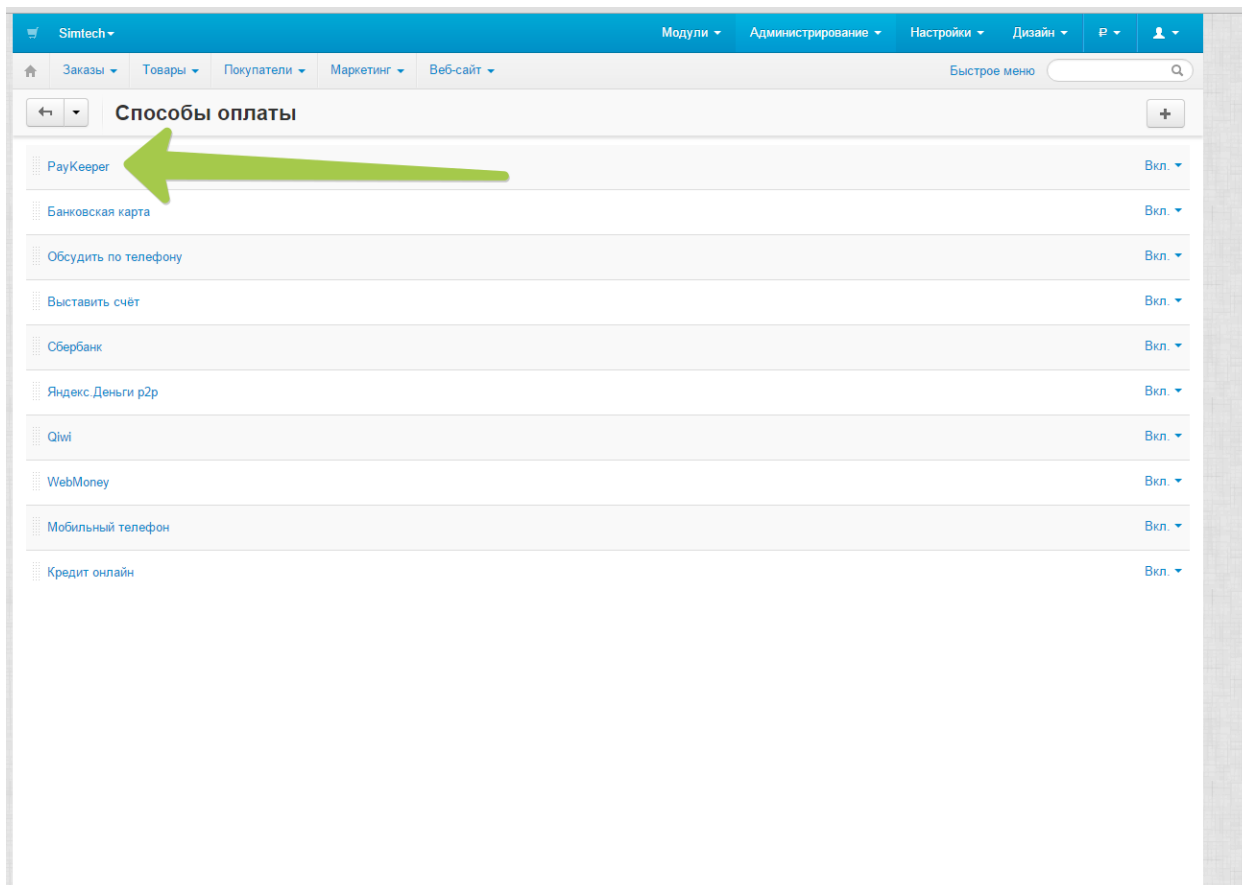 Simtech Модули Администрирование Настройки Дизайн ₽
Заказы Товары Покупатели Маркетинг Веб-сайт Быстрое меню
Способы оплаты
PayKeeper Вкл.
Банковская карта Вкл.
Обсудить по телефону Вкл.
Выставить счёт Вкл.
Сбербанк Вкл.
Яндекс.Деньги p2p Вкл.
Qiwi Вкл.
WebMoney Вкл.
Мобильный телефон Вкл.
Кредит онлайн Вкл.